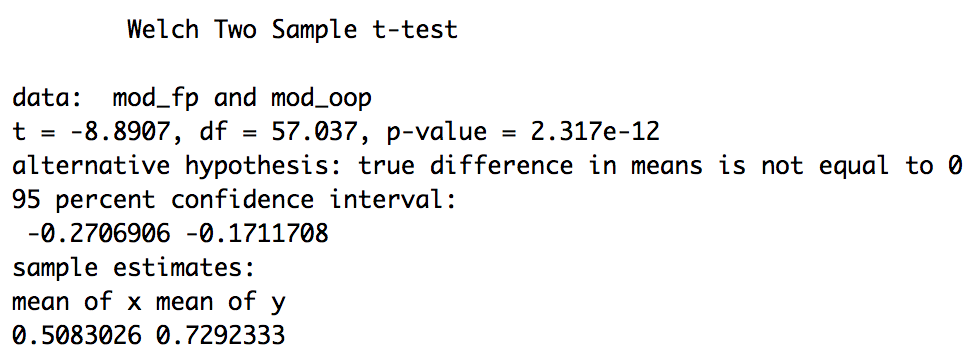 Welch Two Sample t-test
data:  mod_fp and mod_oop
t = -8.8907, df = 57.037, p-value = 2.317e-12
alternative hypothesis: true difference in means is not equal to 0
95 percent confidence interval:
 -0.2706906 -0.1711708
sample estimates:
mean of x mean of y
0.5083026 0.7292333